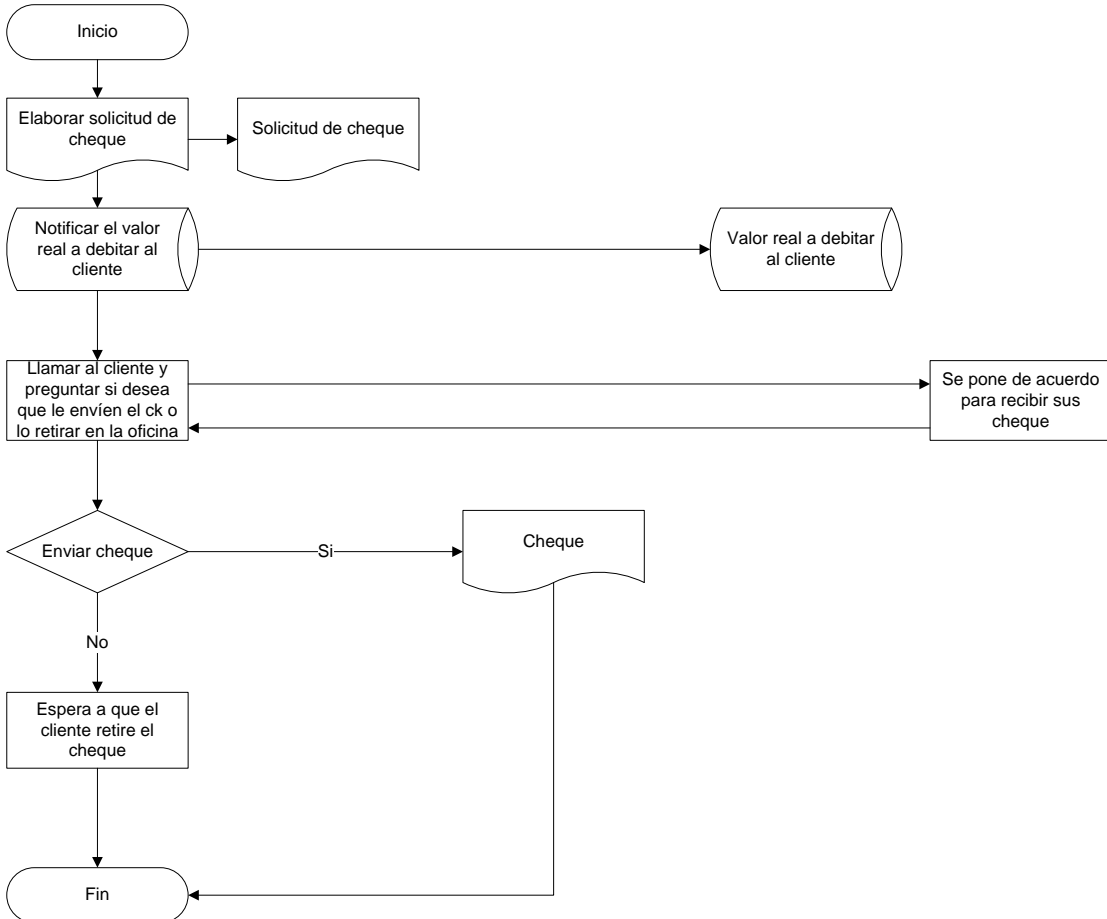 Inicio
Elaborar solicitud de
cheque
Solicitud de cheque
Notificar el valor
real a debitar al
cliente
Valor real a debitar
al cliente
Llamar al cliente y
preguntar si desea
que le envíen el ck o
lo retirar en la oficina
Se pone de acuerdo
para recibir sus
cheque
Enviar cheque
Si
Cheque
No
Espera a que el
cliente retire el
cheque
Fin